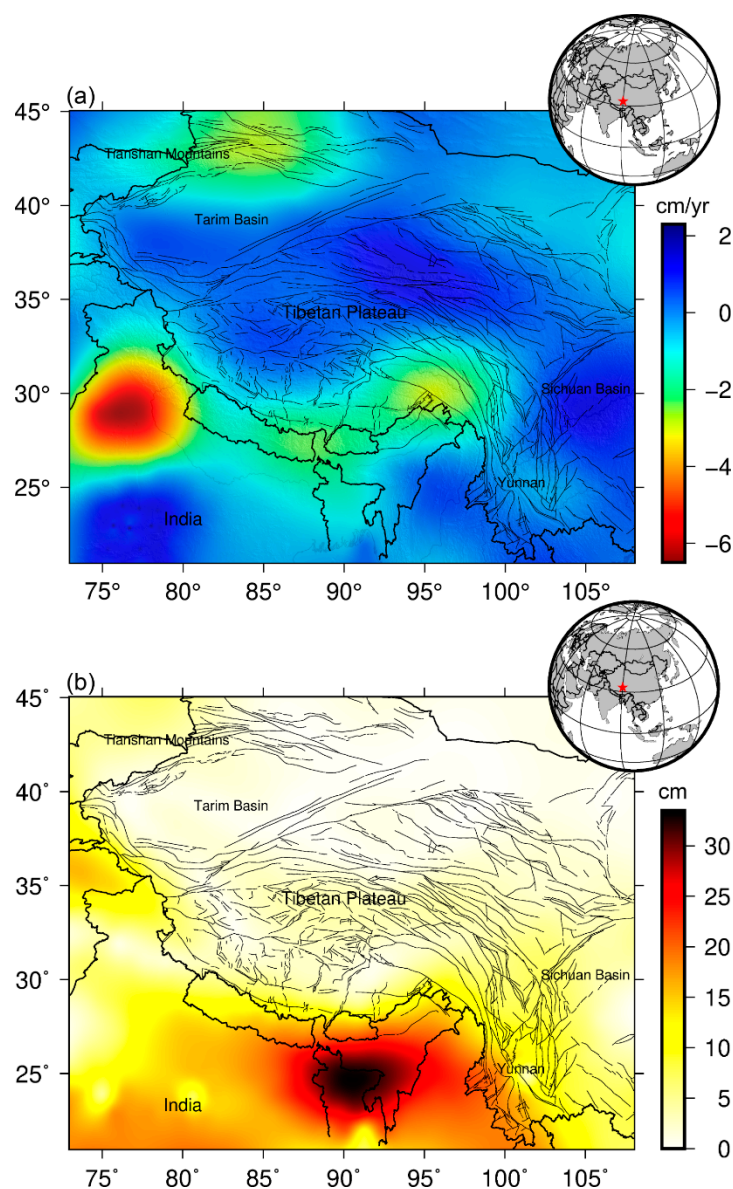 (a)
45°
Tianshan Mountains
40°
cm/yr
Tarim Basin
2
35°
Tibetan Plateau
0
30°
Sichuan Basin
−2
25°
Yunnan
−4
India
−6
75° 80° 85° 90° 95° 100° 105°
(b)
45°
Tianshan Mountains
40°
cm
Tarim Basin
30
35°
Tibetan Plateau
25
20
30°
Sichuan Basin
15
10
25°
Yunnan
India
5
0
75° 80° 85° 90° 95° 100° 105°